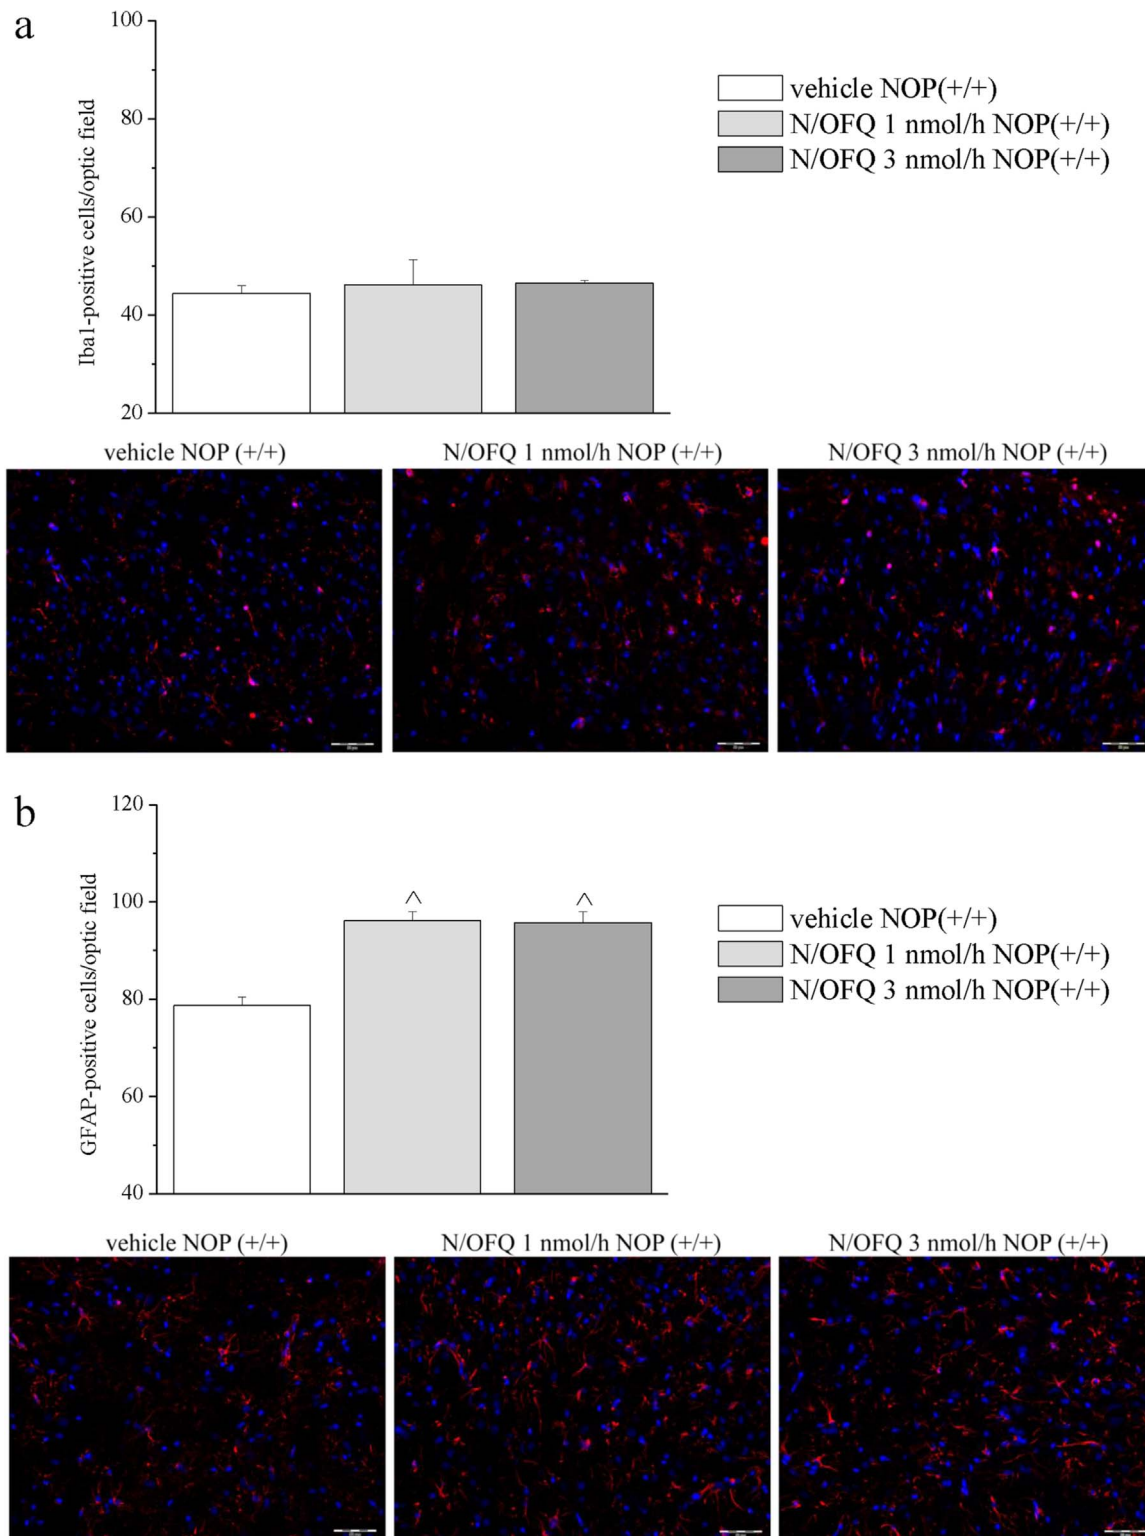 a
100
80
60
40
20
Iba1-positive cells/optic field
vehicle NOP(+/+)
N/OFQ 1 nmol/h NOP(+/+)
N/OFQ 3 nmol/h NOP(+/+)
vehicle NOP (+/+)
N/OFQ 1 nmol/h NOP (+/+)
N/OFQ 3 nmol/h NOP (+/+)
b
120
100
80
60
40
GFAP-positive cells/optic field
^
^
vehicle NOP(+/+)
N/OFQ 1 nmol/h NOP(+/+)
N/OFQ 3 nmol/h NOP(+/+)
vehicle NOP (+/+)
N/OFQ 1 nmol/h NOP (+/+)
N/OFQ 3 nmol/h NOP (+/+)